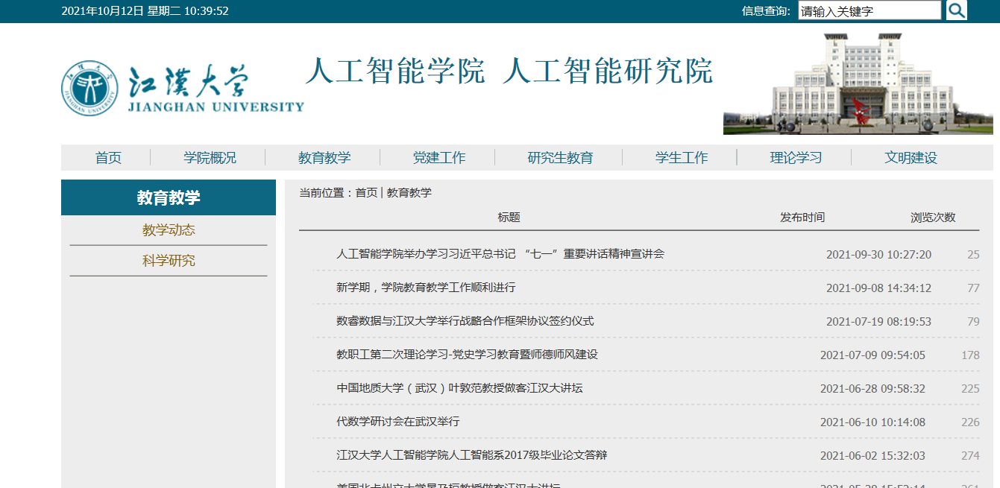 2021年10月12日 星期二 10:39:52 信息查询: 请输入关键字
江漢大学 人工智能学院 人工智能研究院
JIANGHAN UNIVERSITY
首页 学院概况 教育教学 党建工作 研究生教育 学生工作 理论学习 文明建设
教育教学
教学动态
科学研究
当前位置：首页 | 教育教学
标题 发布时间 浏览次数
人工智能学院举办学习习近平总书记 “七一”重要讲话精神宣讲会 2021-09-30 10:27:20 25
新学期，学院教育教学工作顺利进行 2021-09-08 14:34:12 77
数睿数据与江汉大学举行战略合作框架协议签约仪式 2021-07-19 08:19:53 79
教职工第二次理论学习-党史学习教育暨师德师风建设 2021-07-09 09:54:05 178
中国地质大学（武汉）叶敦范教授做客江汉大讲坛 2021-06-28 09:58:32 225
代数学研讨会在武汉举行 2021-06-10 10:14:08 226
江汉大学人工智能学院人工智能系2017级毕业论文答辩 2021-06-02 15:32:03 274